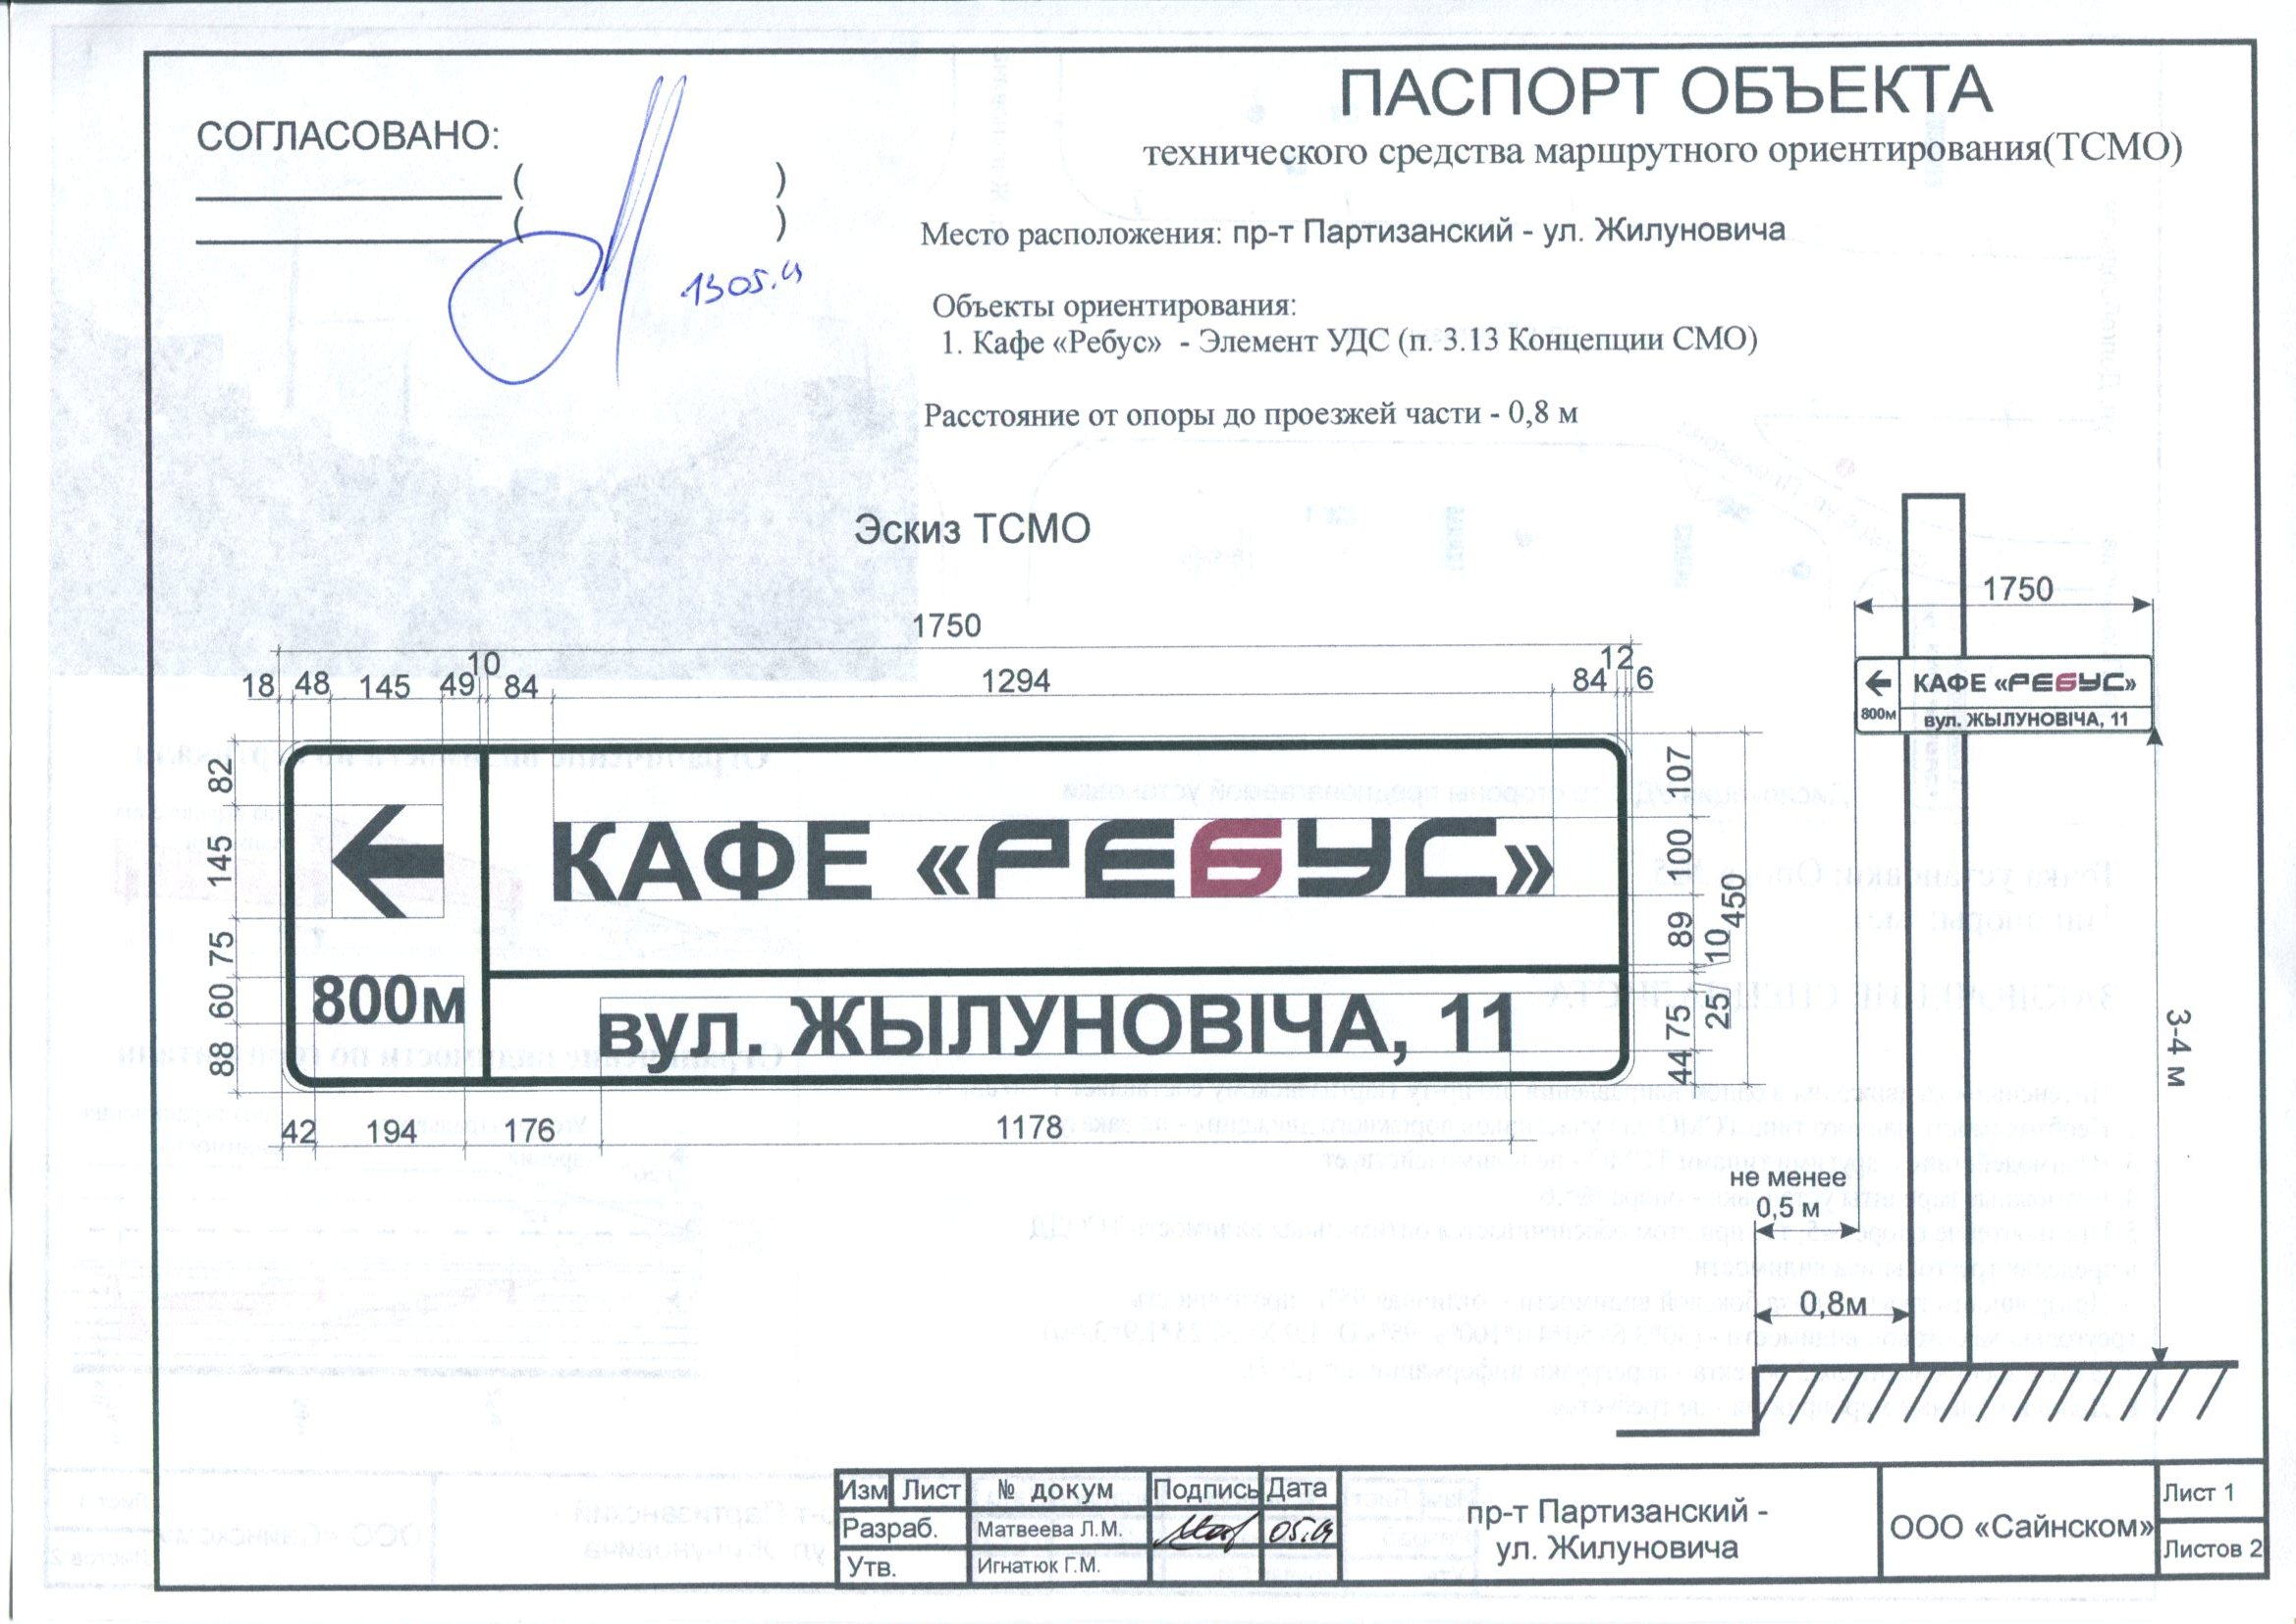 ПАСПОРТ ОБЪЕКТА
технического средства маршрутного ориентирования(ТСМО)
СОГЛАСОВАНО:
( )
( )
Место расположения: пр-т Партизанский - ул. Жилуновича
Объекты ориентирования:
1. Кафе «Ребус» - Элемент УДС (п. 3.13 Концепции СМО)
Расстояние от опоры до проезжей части - 0,8 м
Эскиз ТСМО
1750
18 48 145 49 10 84 1294 84 12 6
82 145 75 60 88
КАФЕ «РЕБУС»
800м
вул. ЖЫЛУНОВІЧА, 11
107 100 89 10 25 75 44 450
42 194 176 1178
1750
КАФЕ «РЕБУС»
800м вул. ЖЫЛУНОВІЧА, 11
3-4 м
не менее
0,5 м
0,8м
Изм Лист № докум Подпись Дата
Разраб. Матвеева Л.М.
Утв. Игнатюк Г.М.
пр-т Партизанский -
ул. Жилуновича
ООО «Сайнском»
Лист 1
Листов 2